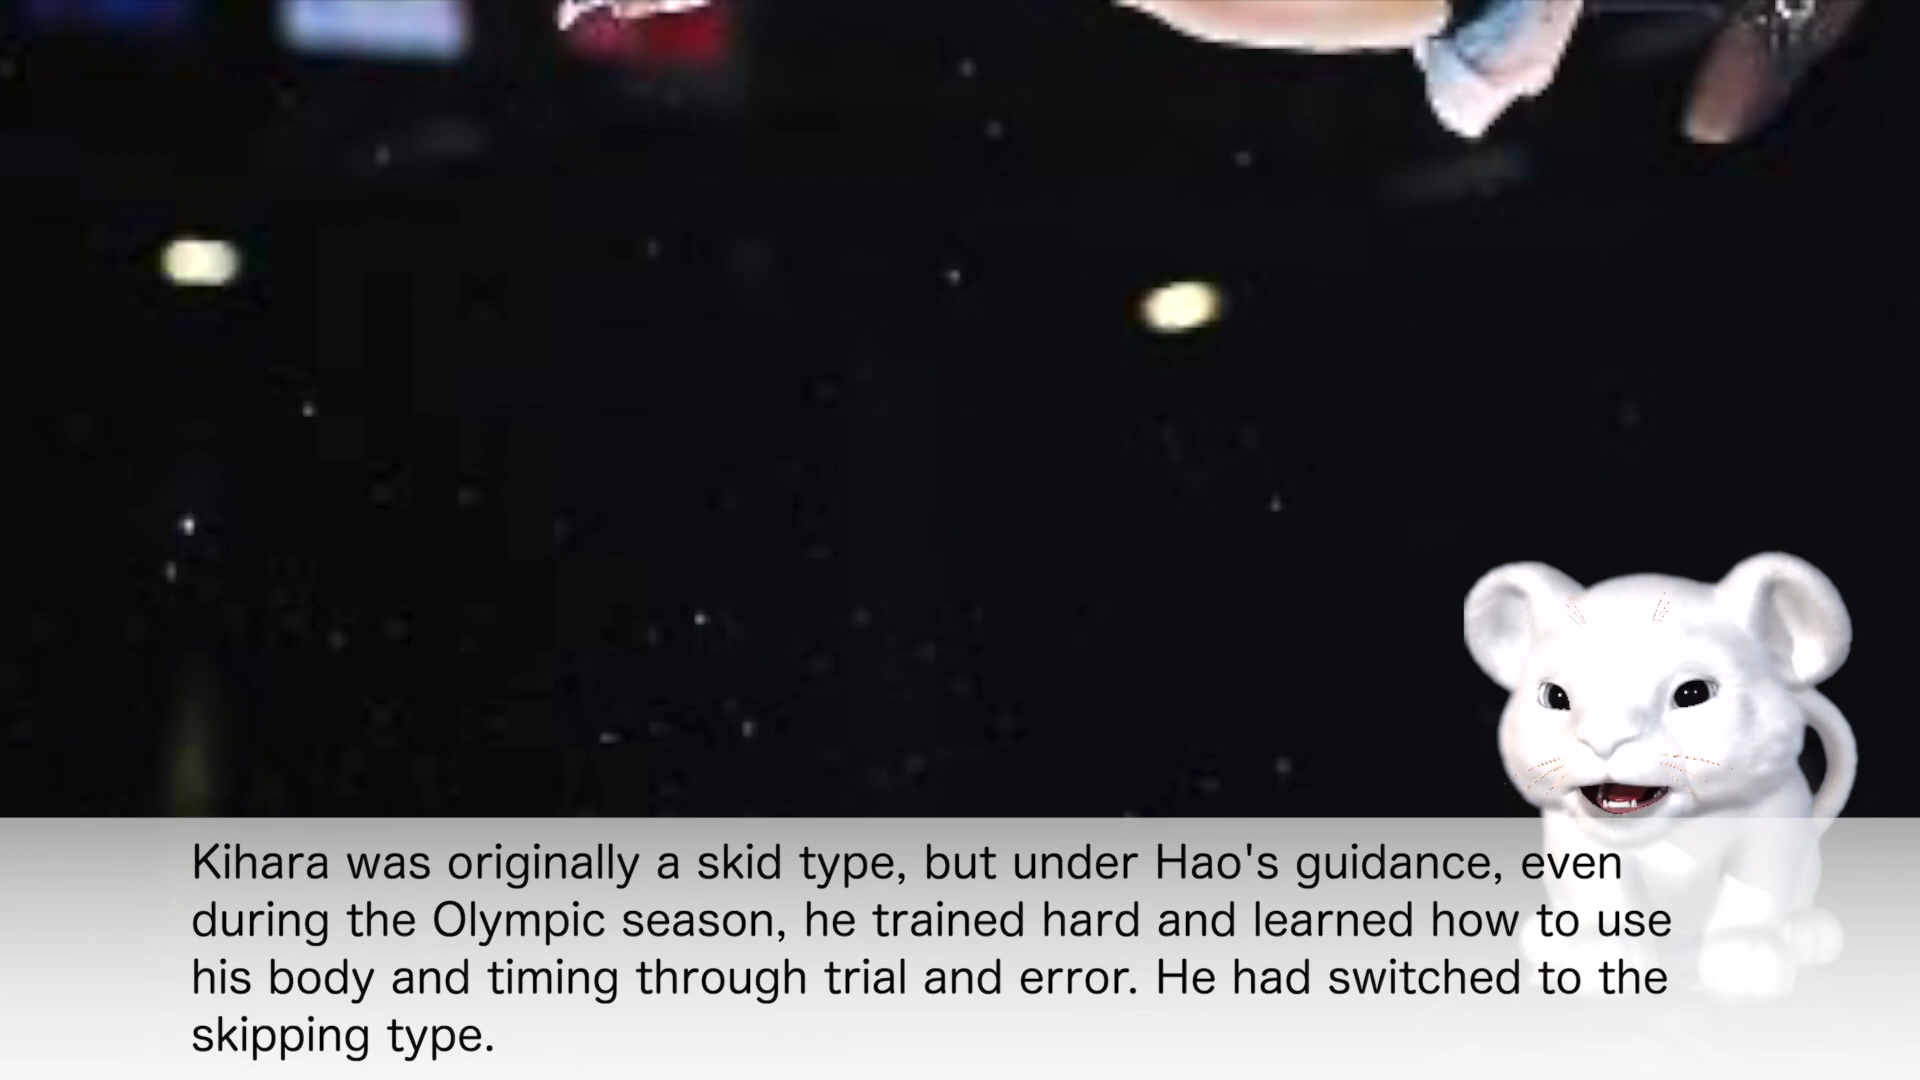 Kihara was originally a skid type, but under Hao's guidance, even
during the Olympic season, he trained hard and learned how to use
his body and timing through trial and error. He had switched to the
skipping type.